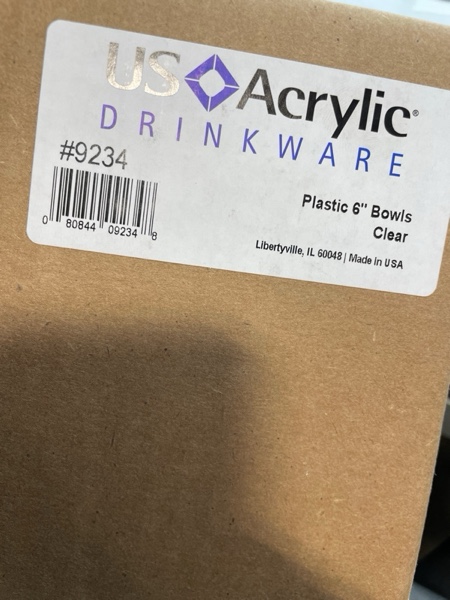 US Acrylic®
DRINKWARE
#9234
0 80844 09234 8
Plastic 6" Bowls
Clear
Libertyville, IL 60048 | Made in USA